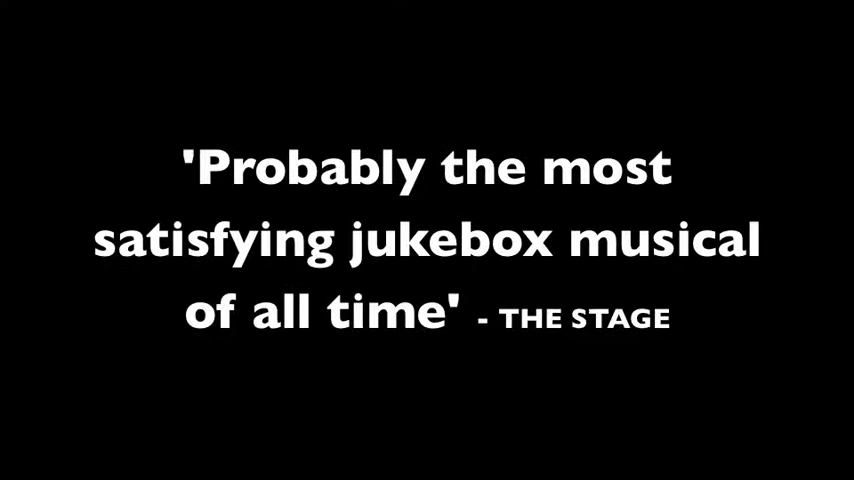 'Probably the most
satisfying jukebox musical
of all time' - THE STAGE